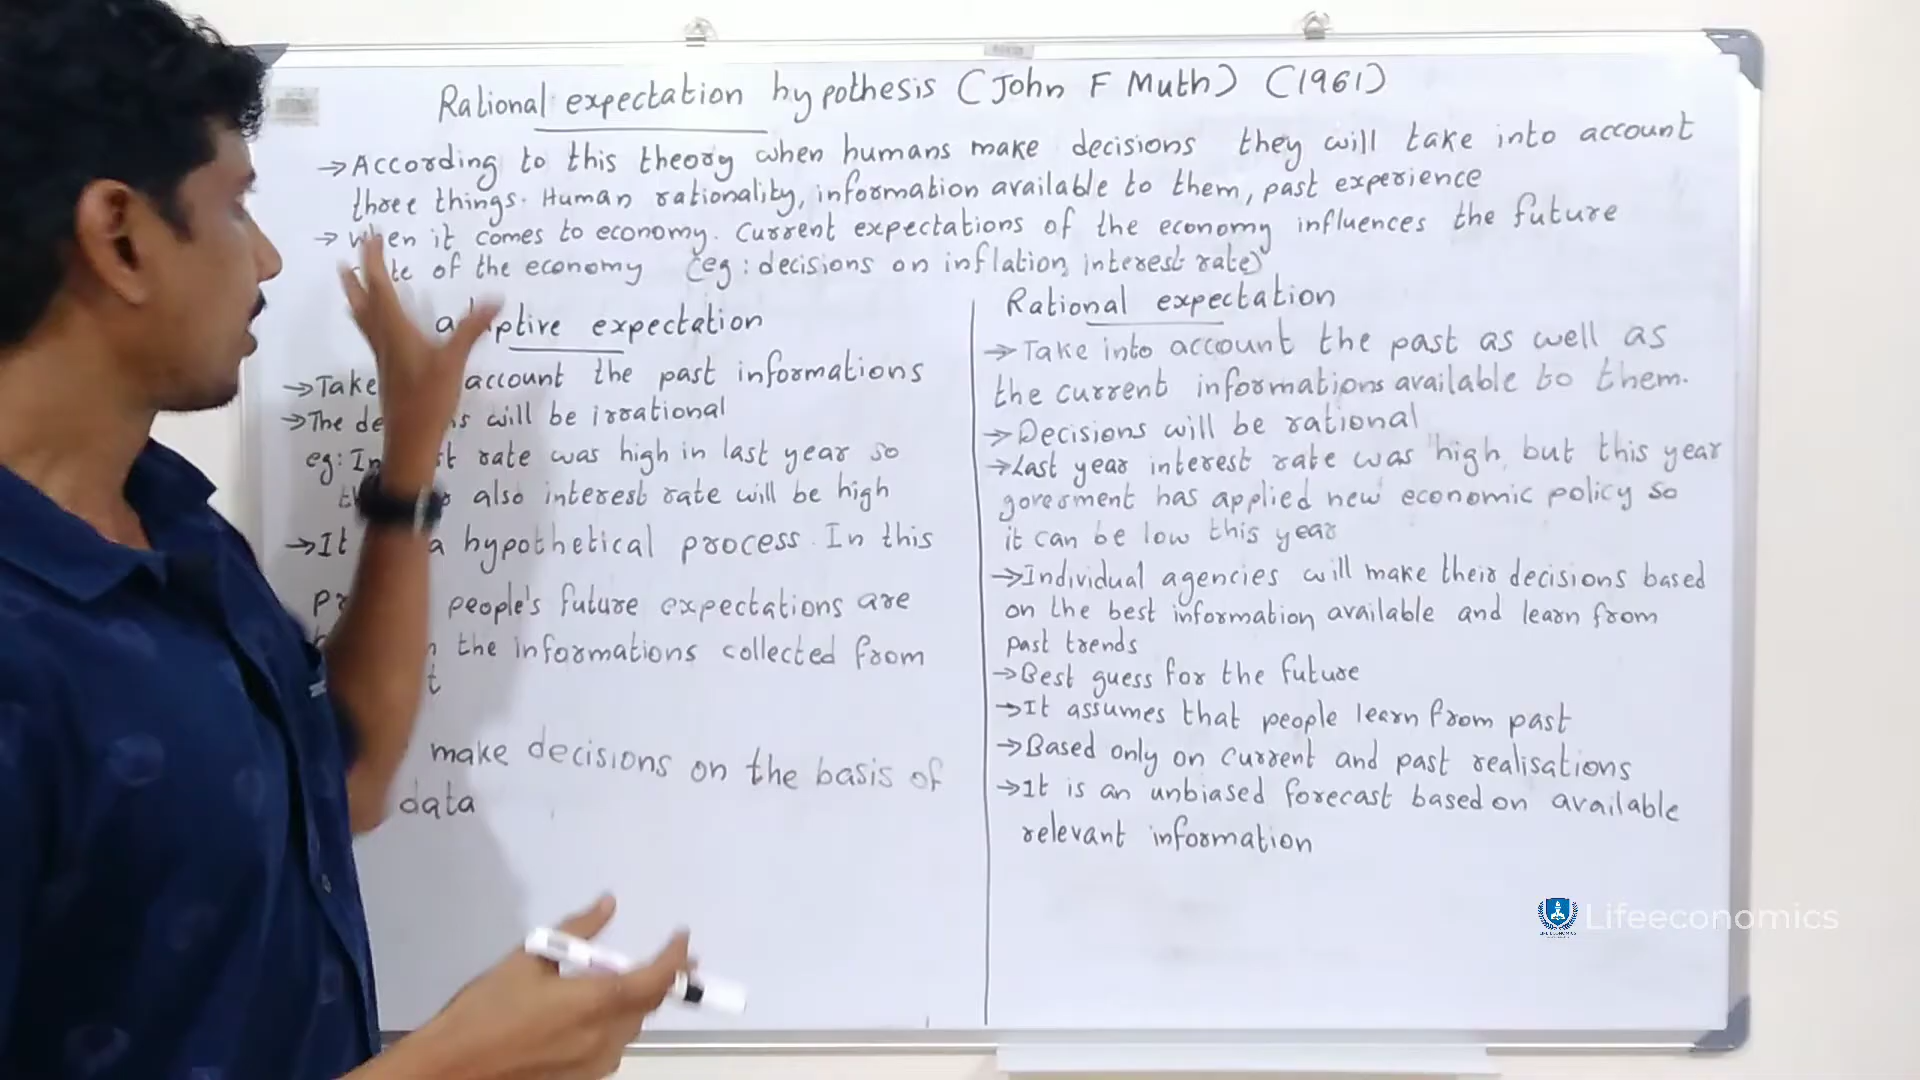 Rational expectation hypothesis (John F Muth) (1961)
→According to this theory when humans make decisions they will take into account
three things. Human rationality, information available to them, past experience
→ When it comes to economy. Current expectations of the economy influences the future
of the economy (eg: decisions on inflation, interest rate)
adaptive expectation
→Take account the past informations
→The will be irrational
eg: rate was high in last year so
also interest rate will be high
→It a hypothetical process. In this
people's future expectations are
the informations collected from
make decisions on the basis of
data
Rational expectation
→Take into account the past as well as
the current informations available to them.
→Decisions will be rational
→Last year interest rate was high, but this year
goverment has applied new economic policy so
it can be low this year
→Individual agencies will make their decisions based
on the best information available and learn from
past trends
→Best guess for the future
→It assumes that people learn from past
→Based only on current and past realisations
→It is an unbiased forecast based on available
relevant information
Lifeeconomics